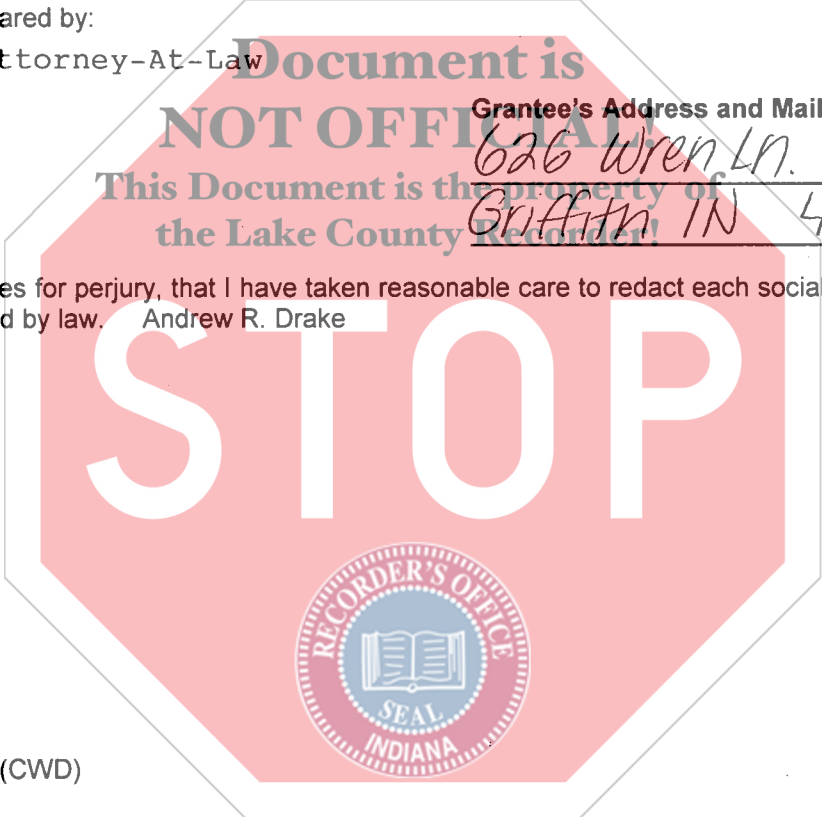 ared by:
ttorney-At-Law
Document is
NOT OFFICIAL!
This Document is the property of
the Lake County Recorder!
Grantee's Address and Mail
626 Wren Ln.
Griffith IN 4
es for perjury, that I have taken reasonable care to redact each social
d by law. Andrew R. Drake
STOP
RECORDER'S OFFICE
SEAL
INDIANA
(CWD)